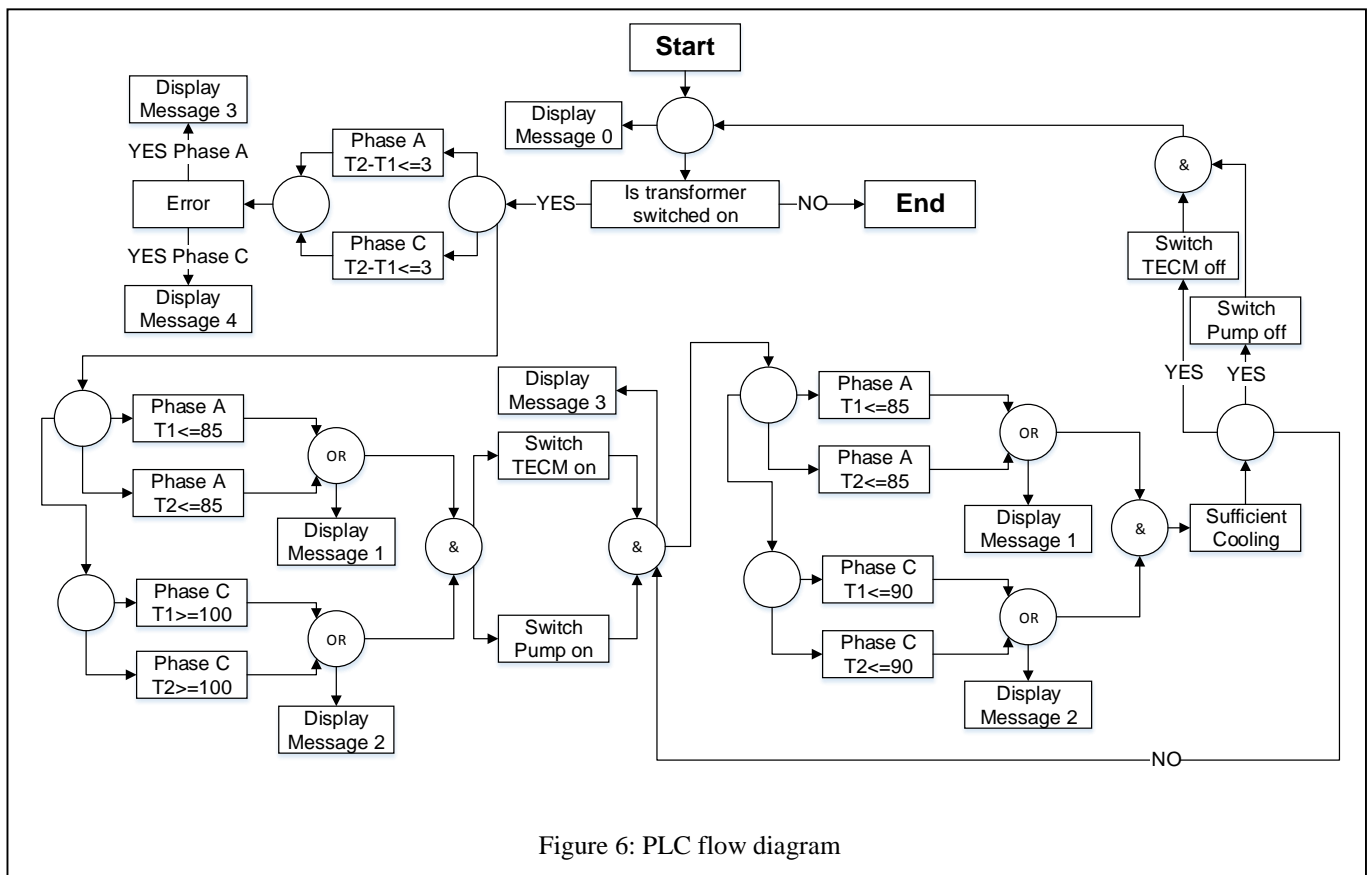 Start
Display
Message 3
Display
Message 0
YES Phase A
Phase A
T2-T1<=3
&
Error
Is transformer
switched on
YES
NO
End
YES Phase C
Phase C
T2-T1<=3
Switch
TECM off
Display
Message 4
Switch
Pump off
YES
YES
Display
Message 3
Phase A
T1<=85
Phase A
T2<=85
OR
Display
Message 1
Switch
TECM on
&
&
Phase C
T1>=100
Phase C
T2>=100
OR
Display
Message 2
Switch
Pump on
Phase A
T1<=85
Phase A
T2<=85
OR
Display
Message 1
&
Sufficient
Cooling
Phase C
T1<=90
Phase C
T2<=90
OR
Display
Message 2
NO
Figure 6: PLC flow diagram